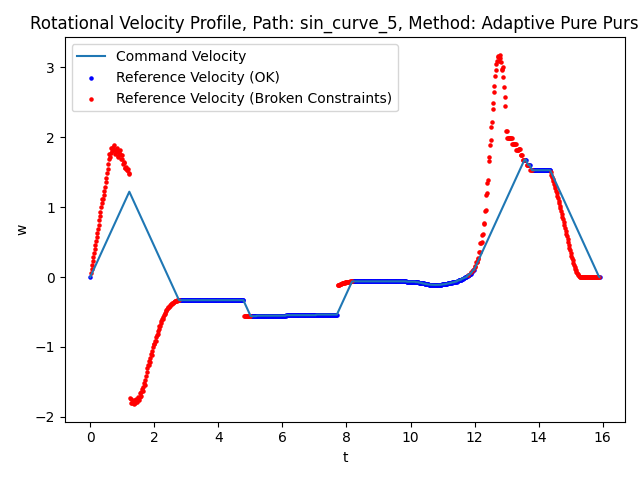 Rotational Velocity Profile, Path: sin_curve_5, Method: Adaptive Pure Purs
Command Velocity
Reference Velocity (OK)
Reference Velocity (Broken Constraints)
3
2
1
0
−1
−2
w
0 2 4 6 8 10 12 14 16
t